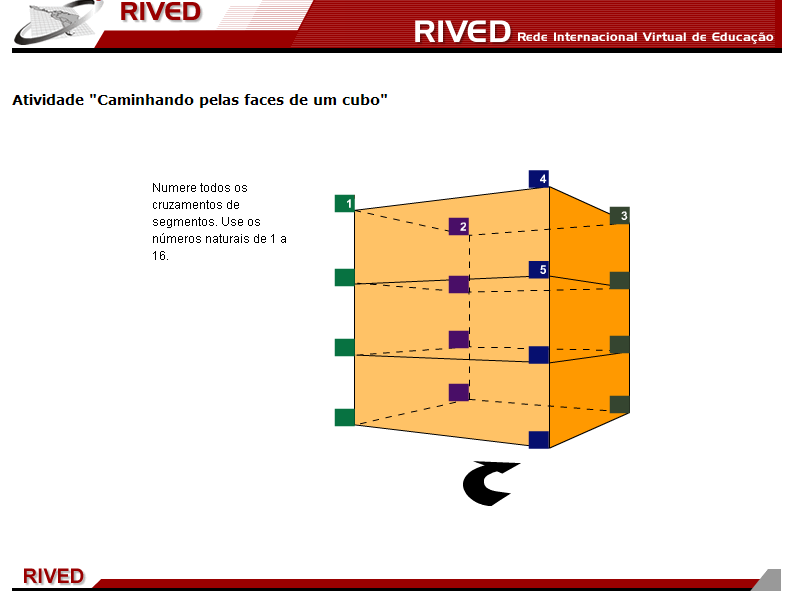 RIVED
RIVED Rede Internacional Virtual de Educação
Atividade "Caminhando pelas faces de um cubo"
Numere todos os
cruzamentos de
segmentos. Use os
números naturais de 1 a
16.
4
1
3
2
5
RIVED